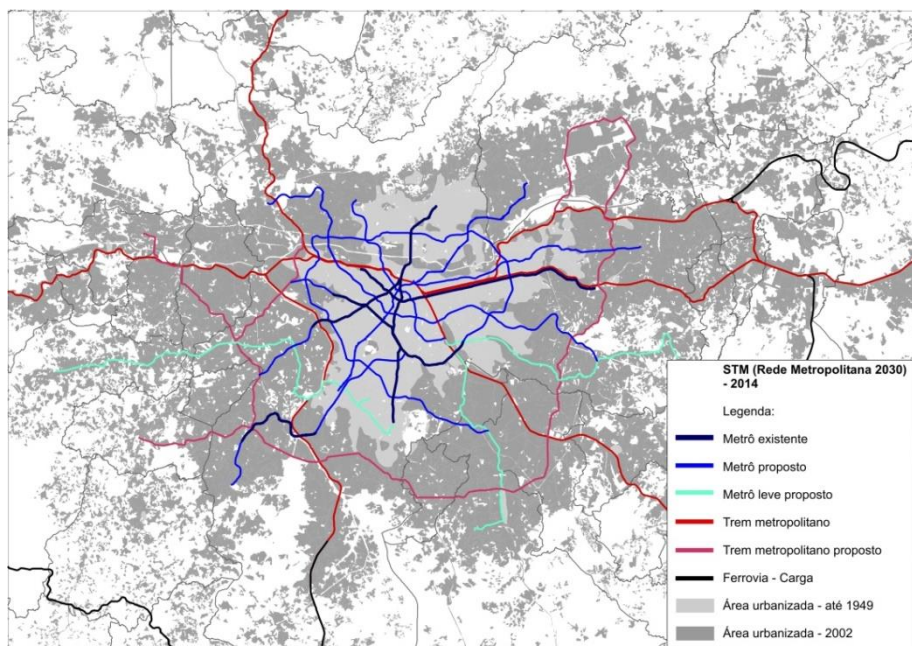 STM (Rede Metropolitana 2030)
- 2014
Legenda:
Metrô existente
Metrô proposto
Metrô leve proposto
Trem metropolitano
Trem metropolitano proposto
Ferrovia - Carga
Área urbanizada - até 1949
Área urbanizada - 2002